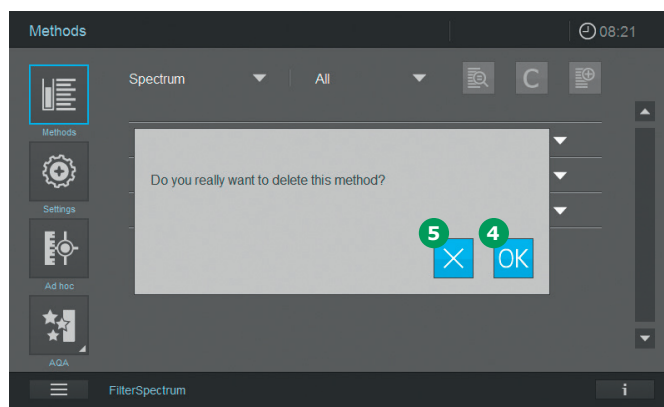 Methods 08:21
Spectrum All C
Methods
Do you really want to delete this method?
Settings
5 4
OK
Ad hoc
AQA
FilterSpectrum i